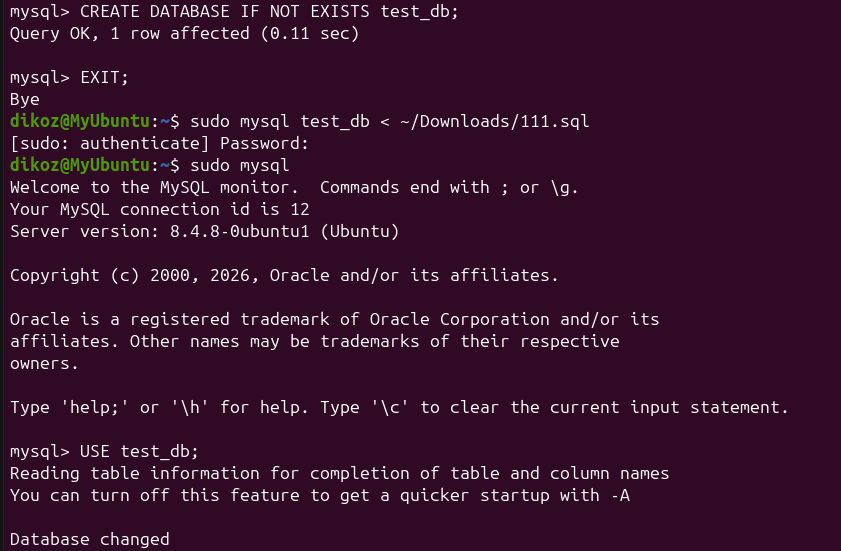 mysql> CREATE DATABASE IF NOT EXISTS test_db;
Query OK, 1 row affected (0.11 sec)
mysql> EXIT;
Bye
dikoz@MyUbuntu:~$ sudo mysql test_db < ~/Downloads/111.sql
[sudo: authenticate] Password:
dikoz@MyUbuntu:~$ sudo mysql
Welcome to the MySQL monitor.  Commands end with ; or \g.
Your MySQL connection id is 12
Server version: 8.4.8-0ubuntu1 (Ubuntu)
Copyright (c) 2000, 2026, Oracle and/or its affiliates.
Oracle is a registered trademark of Oracle Corporation and/or its
affiliates. Other names may be trademarks of their respective
owners.
Type 'help;' or '\h' for help. Type '\c' to clear the current input statement.
mysql> USE test_db;
Reading table information for completion of table and column names
You can turn off this feature to get a quicker startup with -A
Database changed